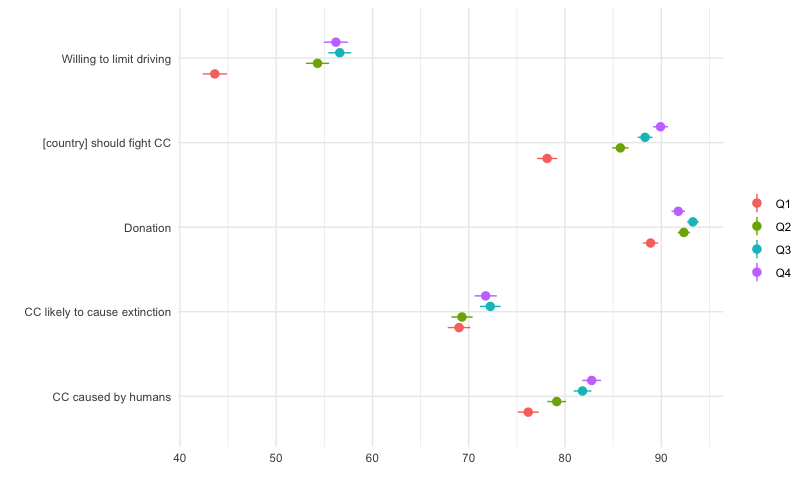 Willing to limit driving
[country] should fight CC
Donation
CC likely to cause extinction
CC caused by humans
40 50 60 70 80 90
Q1
Q2
Q3
Q4